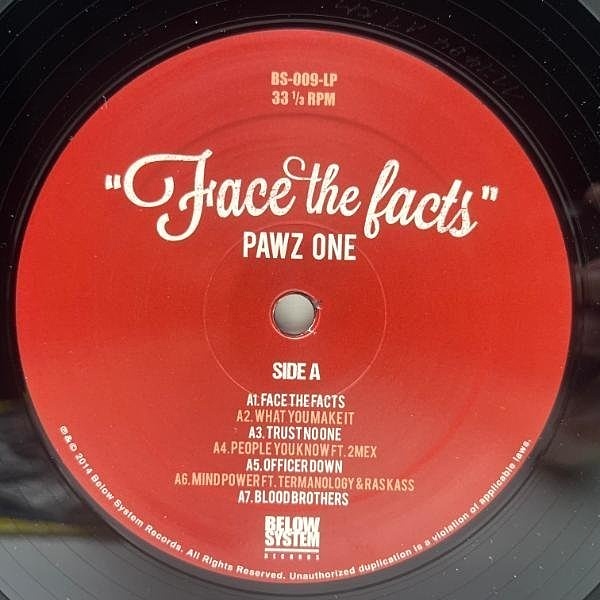 BS-009-LP
33 ⅓ RPM
"Face the facts"
PAWZ ONE
SIDE A
A1. FACE THE FACTS
A2. WHAT YOU MAKE IT
A3. TRUST NO ONE
A4. PEOPLE YOU KNOW FT. 2MEX
A5. OFFICER DOWN
A6. MIND POWER FT. TERMANOLOGY & RAS KASS
A7. BLOOD BROTHERS
BELOW
SYSTEM
RECORDS
℗ & © 2014 Below System Records. All Rights Reserved. Unauthorized duplication is a violation of applicable laws.